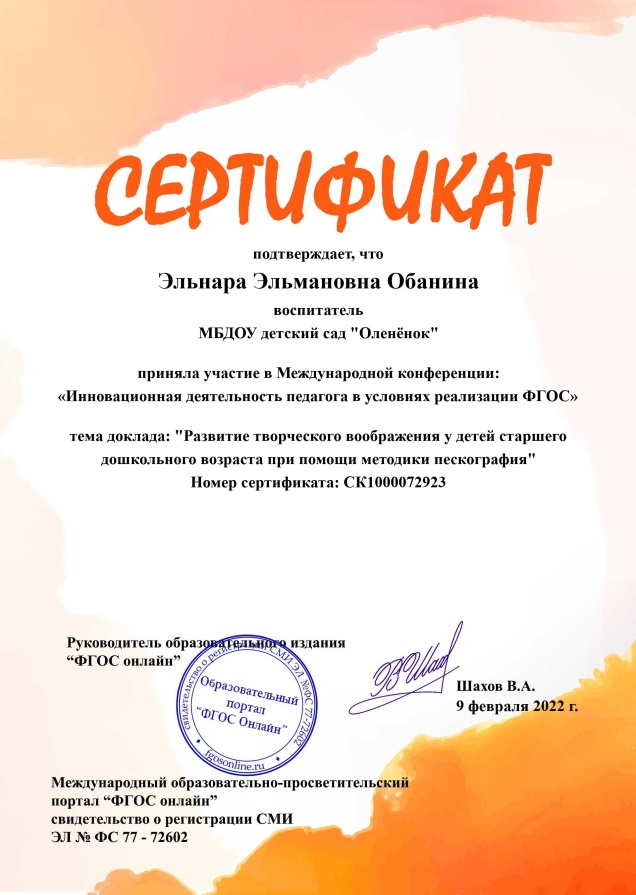 СЕРТИФИКАТ
подтверждает, что
Эльнара Эльмановна Обанина
воспитатель
МБДОУ детский сад "Оленёнок"
приняла участие в Международной конференции:
«Инновационная деятельность педагога в условиях реализации ФГОС»
тема доклада: "Развитие творческого воображения у детей старшего
дошкольного возраста при помощи методики пескография"
Номер сертификата: СК1000072923
Руководитель образовательного издания
“ФГОС онлайн”
свидетельство о регистрации СМИ ЭЛ №ФС 77-72602
Образовательный
портал
“ФГОС Онлайн”
fgosonline.ru
Шахов В.А.
9 февраля 2022 г.
Международный образовательно-просветительский
портал “ФГОС онлайн”
свидетельство о регистрации СМИ
ЭЛ № ФС 77 - 72602